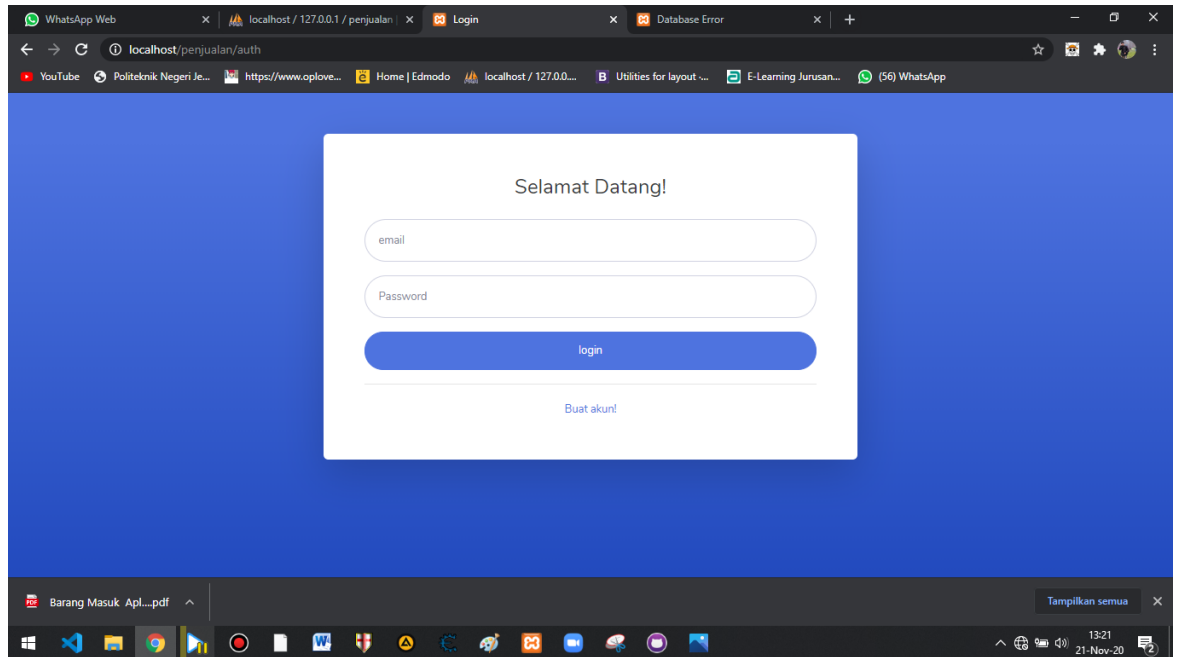 WhatsApp Web
localhost / 127.0.0.1 / penjualan |
Login
Database Error
localhost/penjualan/auth
YouTube
Politeknik Negeri Je...
https://www.oplove...
Home | Edmodo
localhost / 127.0.0....
Utilities for layout ·...
E-Learning Jurusan...
(56) WhatsApp
Selamat Datang!
email
Password
login
Buat akun!
Barang Masuk Apl....pdf
Tampilkan semua
13:21
21-Nov-20
2